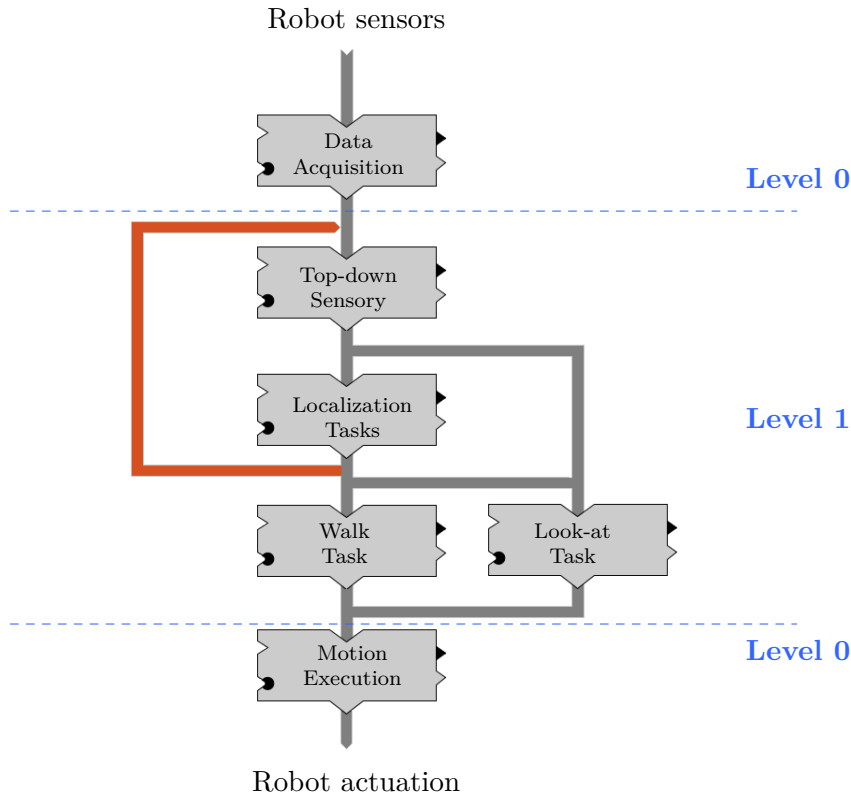 Robot sensors
Data
Acquisition
Level 0
Top-down
Sensory
Localization
Tasks
Level 1
Walk
Task
Look-at
Task
Motion
Execution
Level 0
Robot actuation